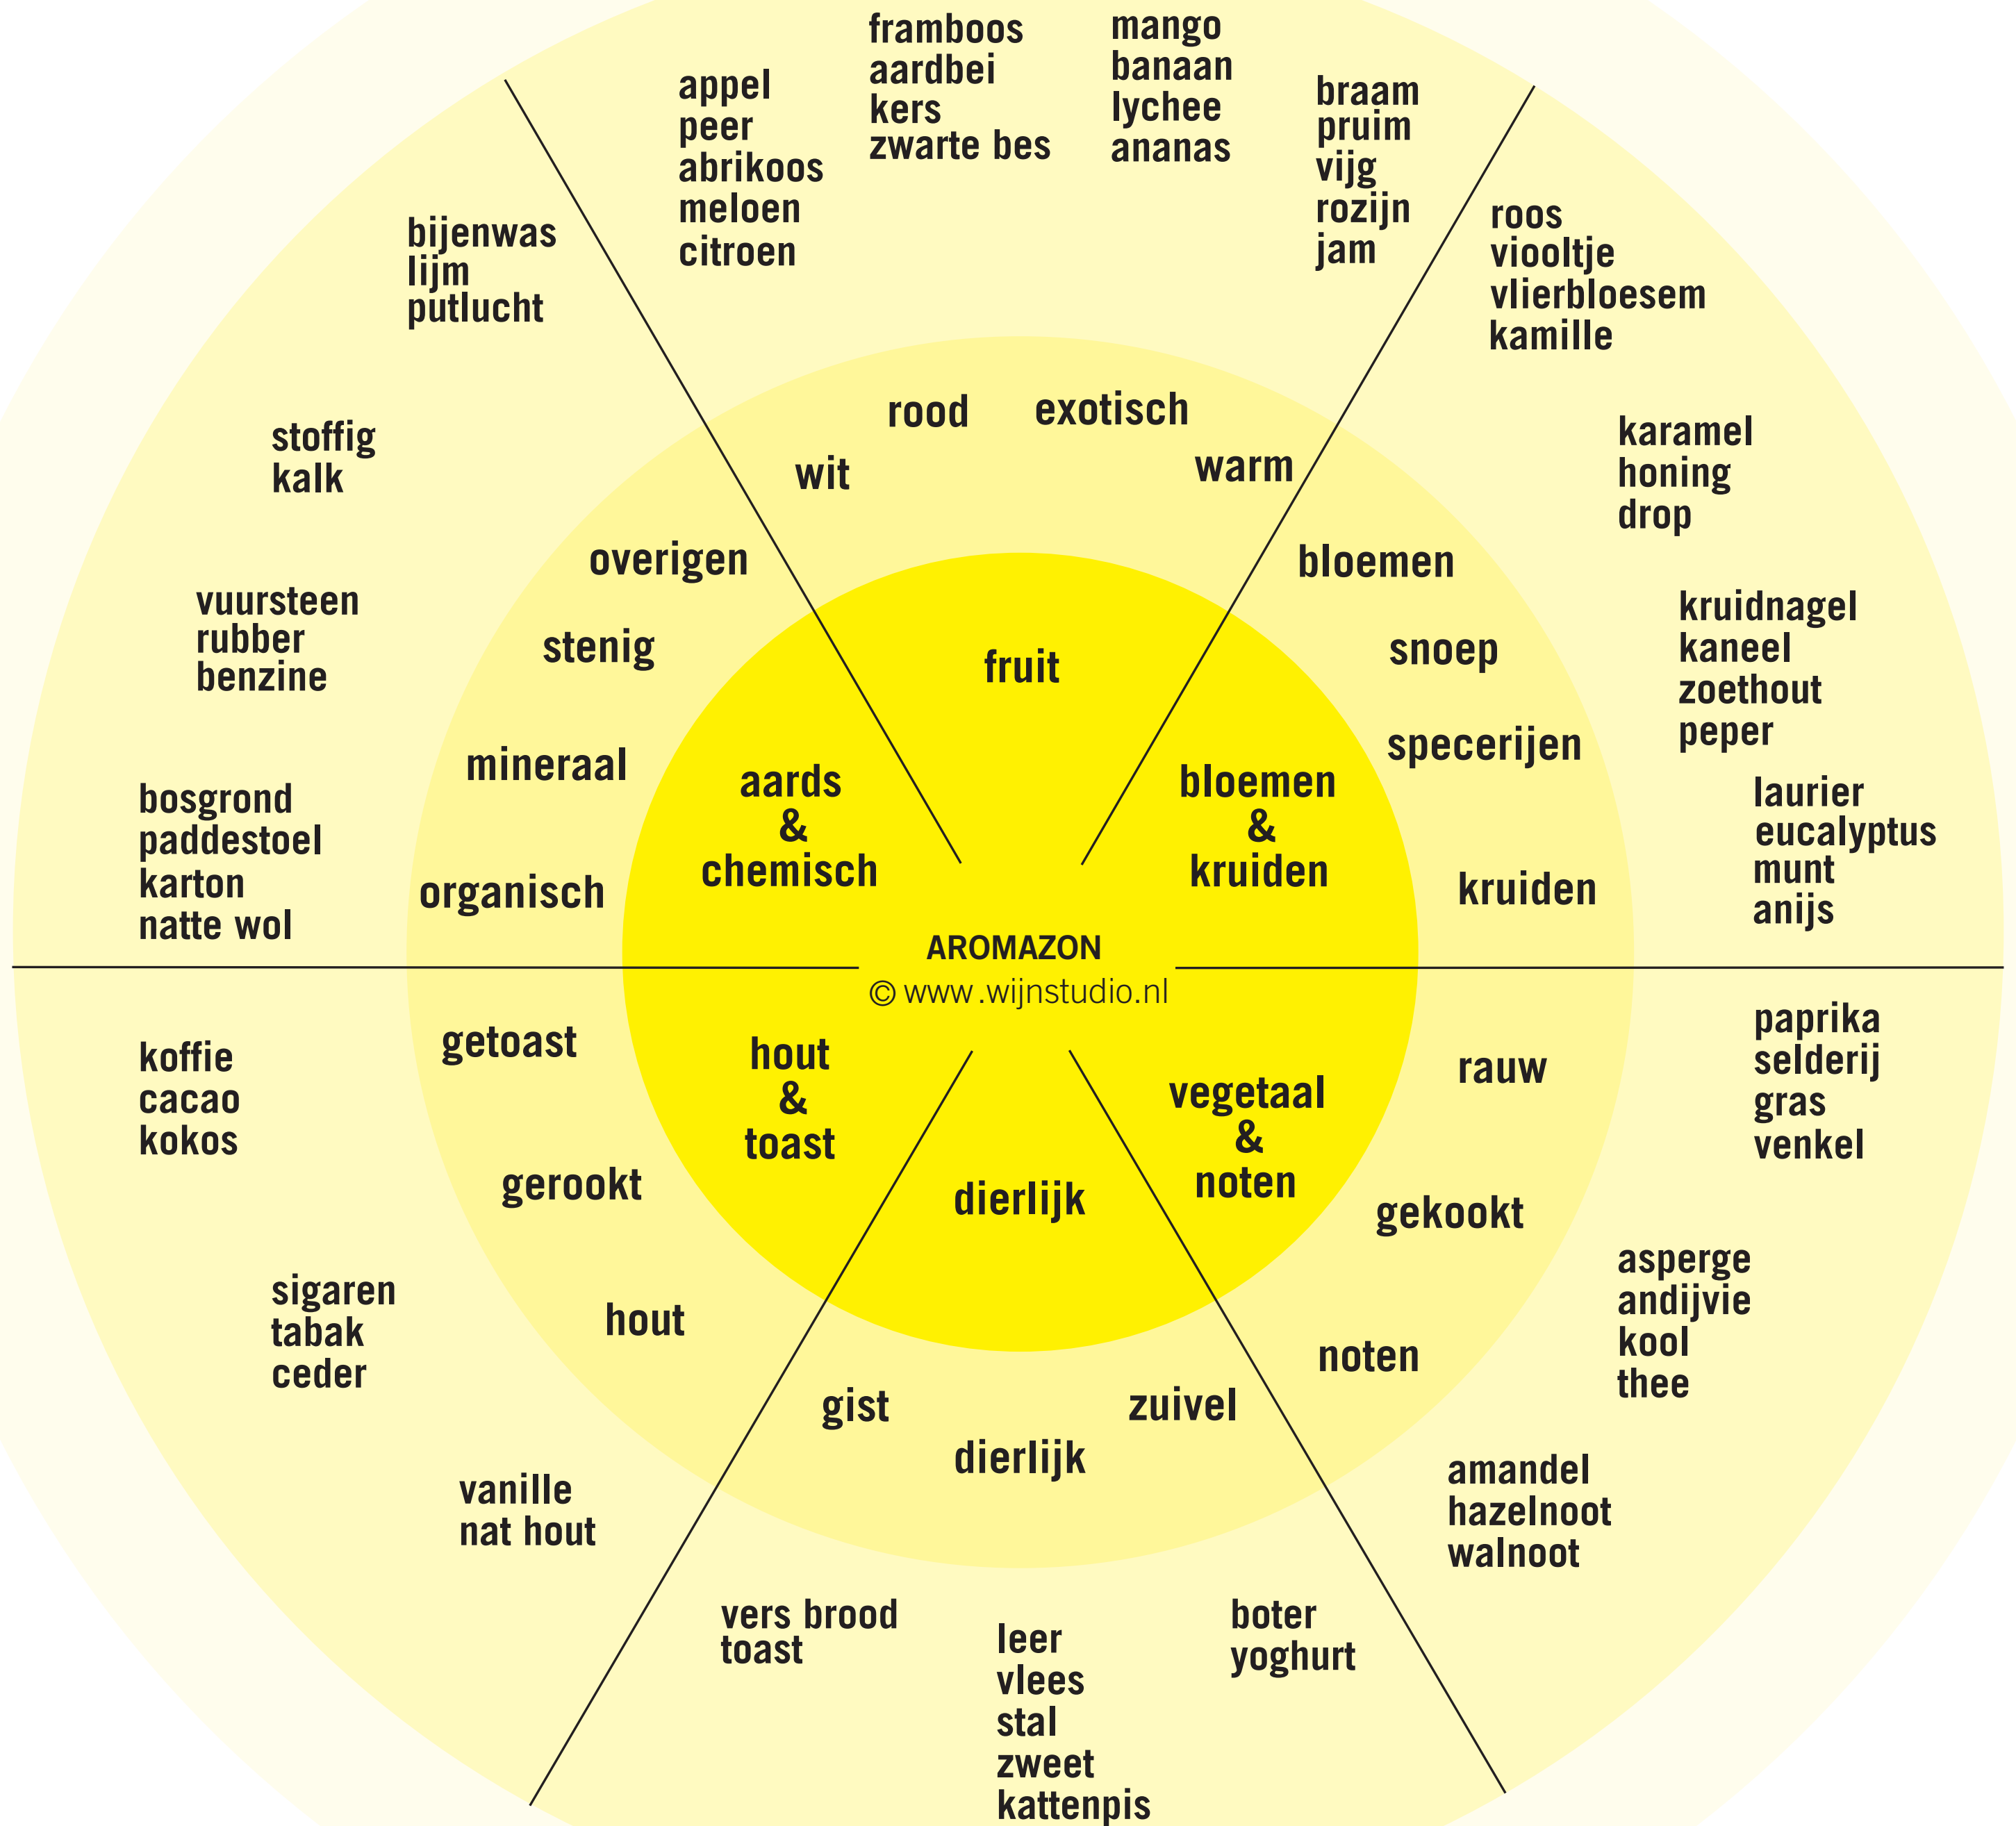 framboos
aardbei
kers
zwarte bes
mango
banaan
lychee
ananas
appel
peer
abrikoos
meloen
citroen
braam
pruim
vijg
rozijn
jam
bijenwas
lijm
putlucht
roos
viooltje
vlierbloesem
kamille
stoffig
kalk
rood
exotisch
wit
warm
karamel
honing
drop
overigen
bloemen
vuursteen
rubber
benzine
stenig
fruit
snoep
kruidnagel
kaneel
zoethout
peper
mineraal
aards
&
chemisch
bloemen
&
kruiden
specerijen
bosgrond
paddestoel
karton
natte wol
organisch
kruiden
laurier
eucalyptus
munt
anijs
AROMAZON
© www.wijnstudio.nl
koffie
cacao
kokos
getoast
hout
&
toast
vegetaal
&
noten
rauw
paprika
selderij
gras
venkel
gerookt
dierlijk
gekookt
sigaren
tabak
ceder
hout
noten
asperge
andijvie
kool
thee
gist
dierlijk
zuivel
vanille
nat hout
amandel
hazelnoot
walnoot
vers brood
toast
leer
vlees
stal
zweet
kattenpis
boter
yoghurt